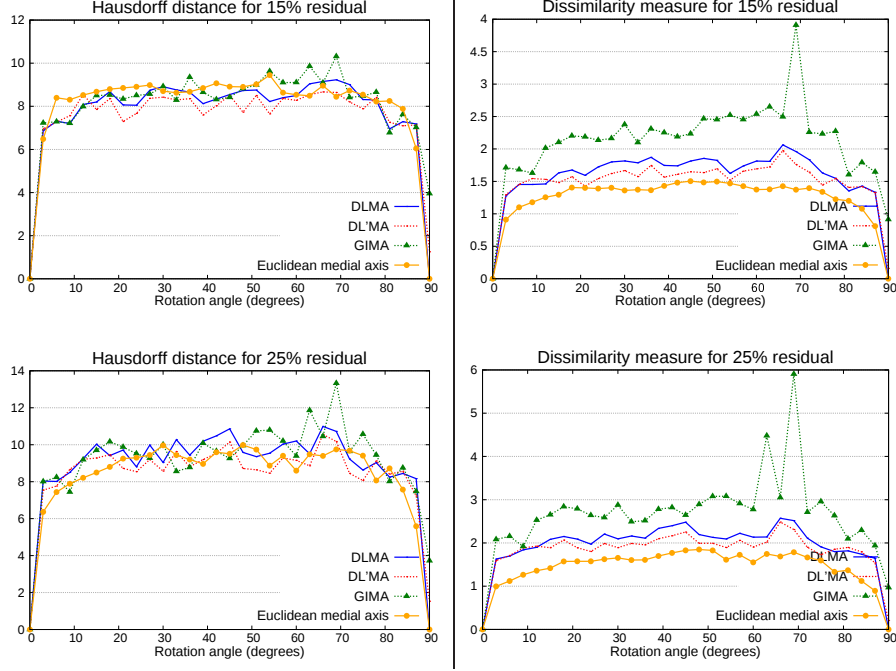 Hausdorff distance for 15% residual
12
10
8
6
4
2
0
DLMA
DL'MA
GIMA
Euclidean medial axis
0 10 20 30 40 50 60 70 80 90
Rotation angle (degrees)
Dissimilarity measure for 15% residual
4
4.5
3
2.5
2
1.5
1
0.5
0
DLMA
DL'MA
GIMA
Euclidean medial axis
0 10 20 30 40 50 60 70 80 90
Rotation angle (degrees)
Hausdorff distance for 25% residual
14
12
10
8
6
4
2
0
DLMA
DL'MA
GIMA
Euclidean medial axis
0 10 20 30 40 50 60 70 80 90
Rotation angle (degrees)
Dissimilarity measure for 25% residual
6
5
4
3
2
1
0
DLMA
DL'MA
GIMA
Euclidean medial axis
0 10 20 30 40 50 60 70 80 90
Rotation angle (degrees)